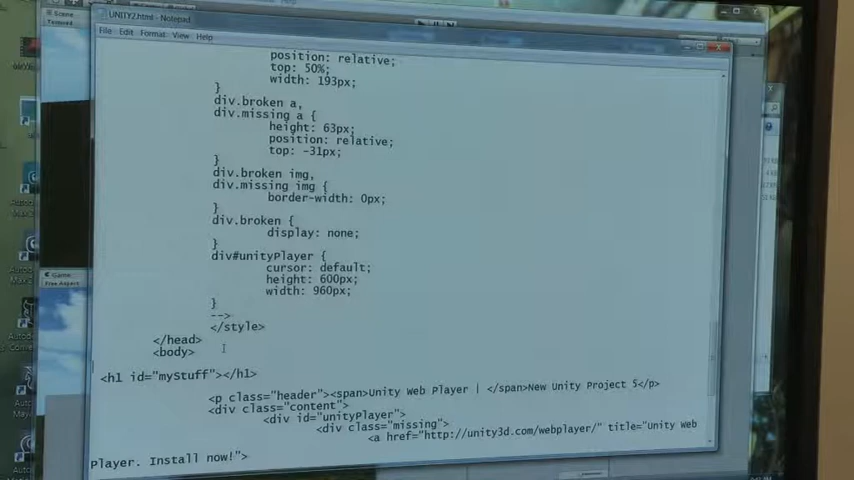 Scene
UNITY2.html - Notepad
File Edit Format View Help
position: relative;
top: 50%;
width: 193px;
}
div.broken a,
div.missing a {
height: 63px;
position: relative;
top: -31px;
}
div.broken img,
div.missing img {
border-width: 0px;
}
div.broken {
display: none;
}
div#unityPlayer {
cursor: default;
height: 600px;
width: 960px;
}
-->
</style>
</head>
<body>
<h1 id="myStuff"></h1>
<p class="header"><span>Unity Web Player | </span>New Unity Project 5</p>
<div class="content">
<div id="unityPlayer">
<div class="missing">
<a href="http://unity3d.com/webplayer/" title="Unity Web
Player. Install now!">
Game
Free Aspect